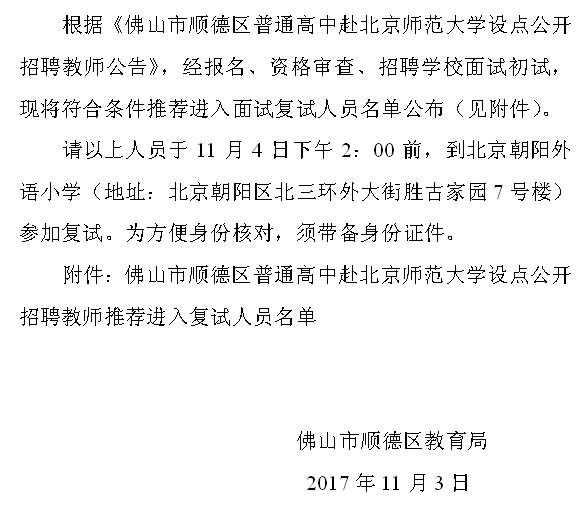 根据《佛山市顺德区普通高中赴北京师范大学设点公开
招聘教师公告》，经报名、资格审查、招聘学校面试初试，
现将符合条件推荐进入面试复试人员名单公布（见附件）。
请以上人员于 11 月 4 日下午 2：00 前，到北京朝阳外
语小学（地址：北京朝阳区北三环外大街胜古家园 7 号楼）
参加复试。为方便身份核对，须带备身份证件。
附件：佛山市顺德区普通高中赴北京师范大学设点公开
招聘教师推荐进入复试人员名单
佛山市顺德区教育局
2017 年 11 月 3 日